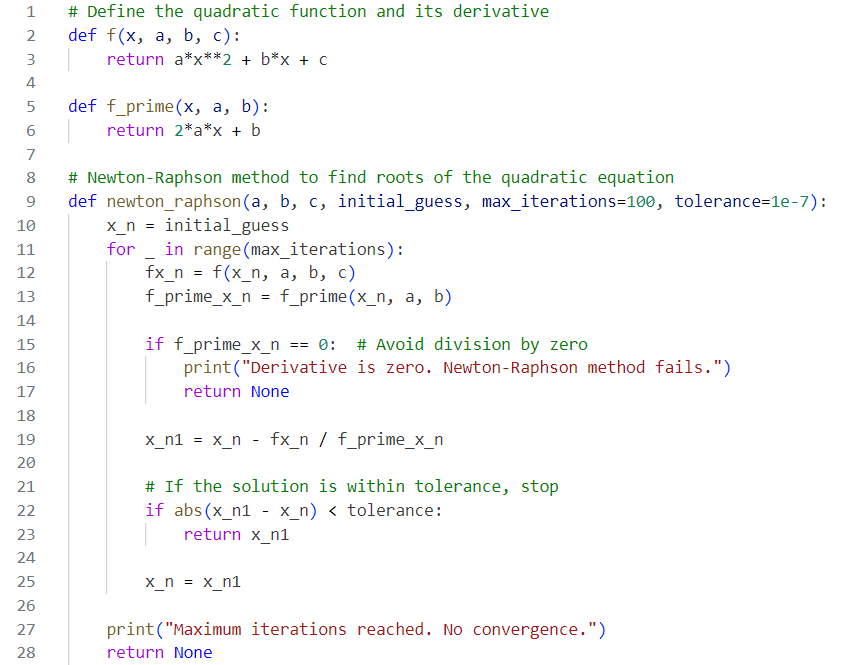 1 # Define the quadratic function and its derivative
2 def f(x, a, b, c):
3     return a*x**2 + b*x + c
4
5 def f_prime(x, a, b):
6     return 2*a*x + b
7
8 # Newton-Raphson method to find roots of the quadratic equation
9 def newton_raphson(a, b, c, initial_guess, max_iterations=100, tolerance=1e-7):
10     x_n = initial_guess
11     for _ in range(max_iterations):
12         fx_n = f(x_n, a, b, c)
13         f_prime_x_n = f_prime(x_n, a, b)
14
15         if f_prime_x_n == 0:  # Avoid division by zero
16             print("Derivative is zero. Newton-Raphson method fails.")
17             return None
18
19         x_n1 = x_n - fx_n / f_prime_x_n
20
21         # If the solution is within tolerance, stop
22         if abs(x_n1 - x_n) < tolerance:
23             return x_n1
24
25         x_n = x_n1
26
27     print("Maximum iterations reached. No convergence.")
28     return None